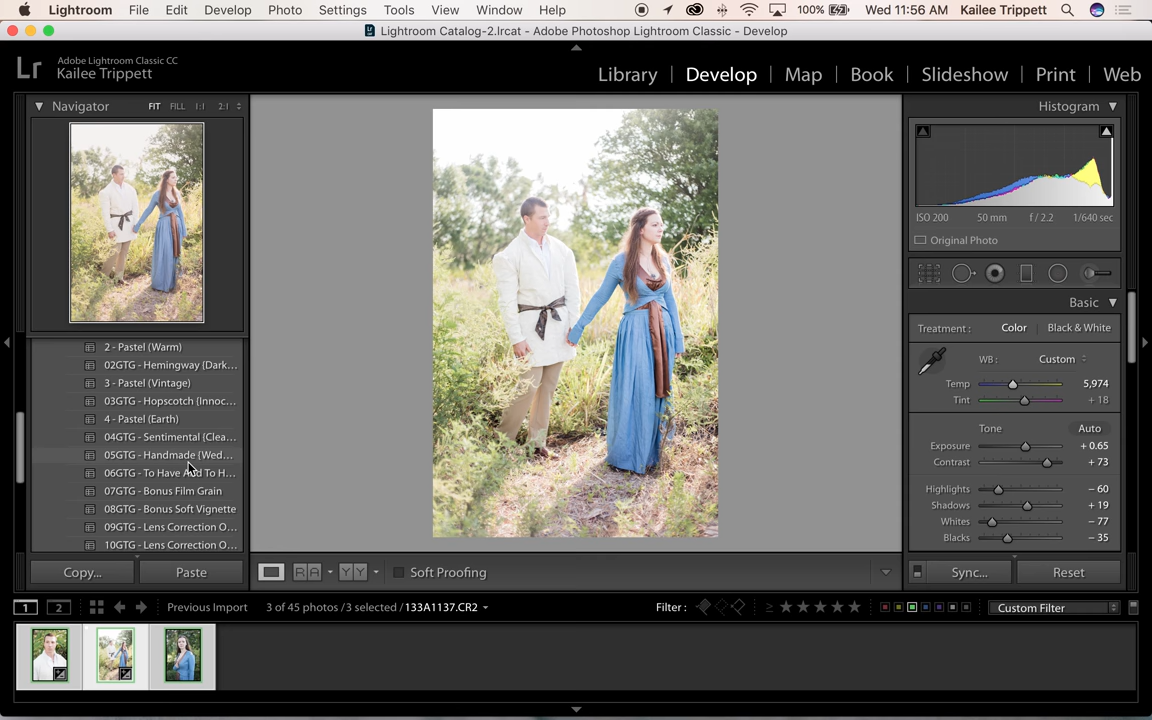 Lightroom File Edit Develop Photo Settings Tools View Window Help 100% Wed 11:56 AM Kailee Trippett
Lightroom Catalog-2.lrcat - Adobe Photoshop Lightroom Classic - Develop
Lr Adobe Lightroom Classic CC
Kailee Trippett
Library | Develop | Map | Book | Slideshow | Print | Web
Navigator FIT FILL 1:1 2:1
2 - Pastel (Warm)
02GTG - Hemingway {Dark...
3 - Pastel (Vintage)
03GTG - Hopscotch {Innoc...
4 - Pastel (Earth)
04GTG - Sentimental {Clea...
05GTG - Handmade {Wed...
06GTG - To Have And To H...
07GTG - Bonus Film Grain
08GTG - Bonus Soft Vignette
09GTG - Lens Correction O...
10GTG - Lens Correction O...
Copy... Paste
Histogram
ISO 200 50 mm f / 2.2 1/640 sec
Original Photo
Basic
Treatment : Color Black & White
WB : Custom
Temp 5,974
Tint + 18
Tone Auto
Exposure + 0.65
Contrast + 73
Highlights – 60
Shadows + 19
Whites – 77
Blacks – 35
R A Y Y Soft Proofing
Sync... Reset
1 2 Previous Import 3 of 45 photos /3 selected /133A1137.CR2 Filter : ≥ Custom Filter